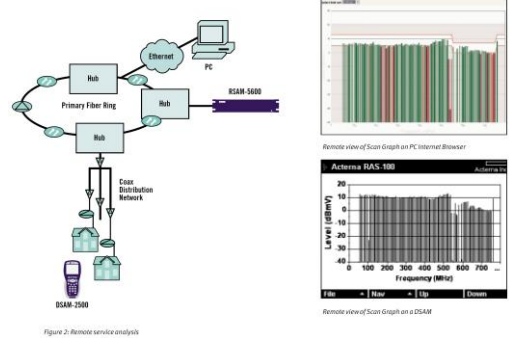 Ethernet
PC
Hub
RSAM-5600
Primary Fiber Ring
Hub
Hub
Coax
Distribution
Network
DSAM-2500
Figure 2: Remote service analysis
Remote view of Scan Graph on PC Internet Browser
Acterna RAS-100
Acterna
Level (dBmV)
20
10
0
-10
-20
-30
-40
0 100 200 300 400 500 600 700
Frequency (MHz)
File Nav Up Down
Remote view of Scan Graph on a DSAM